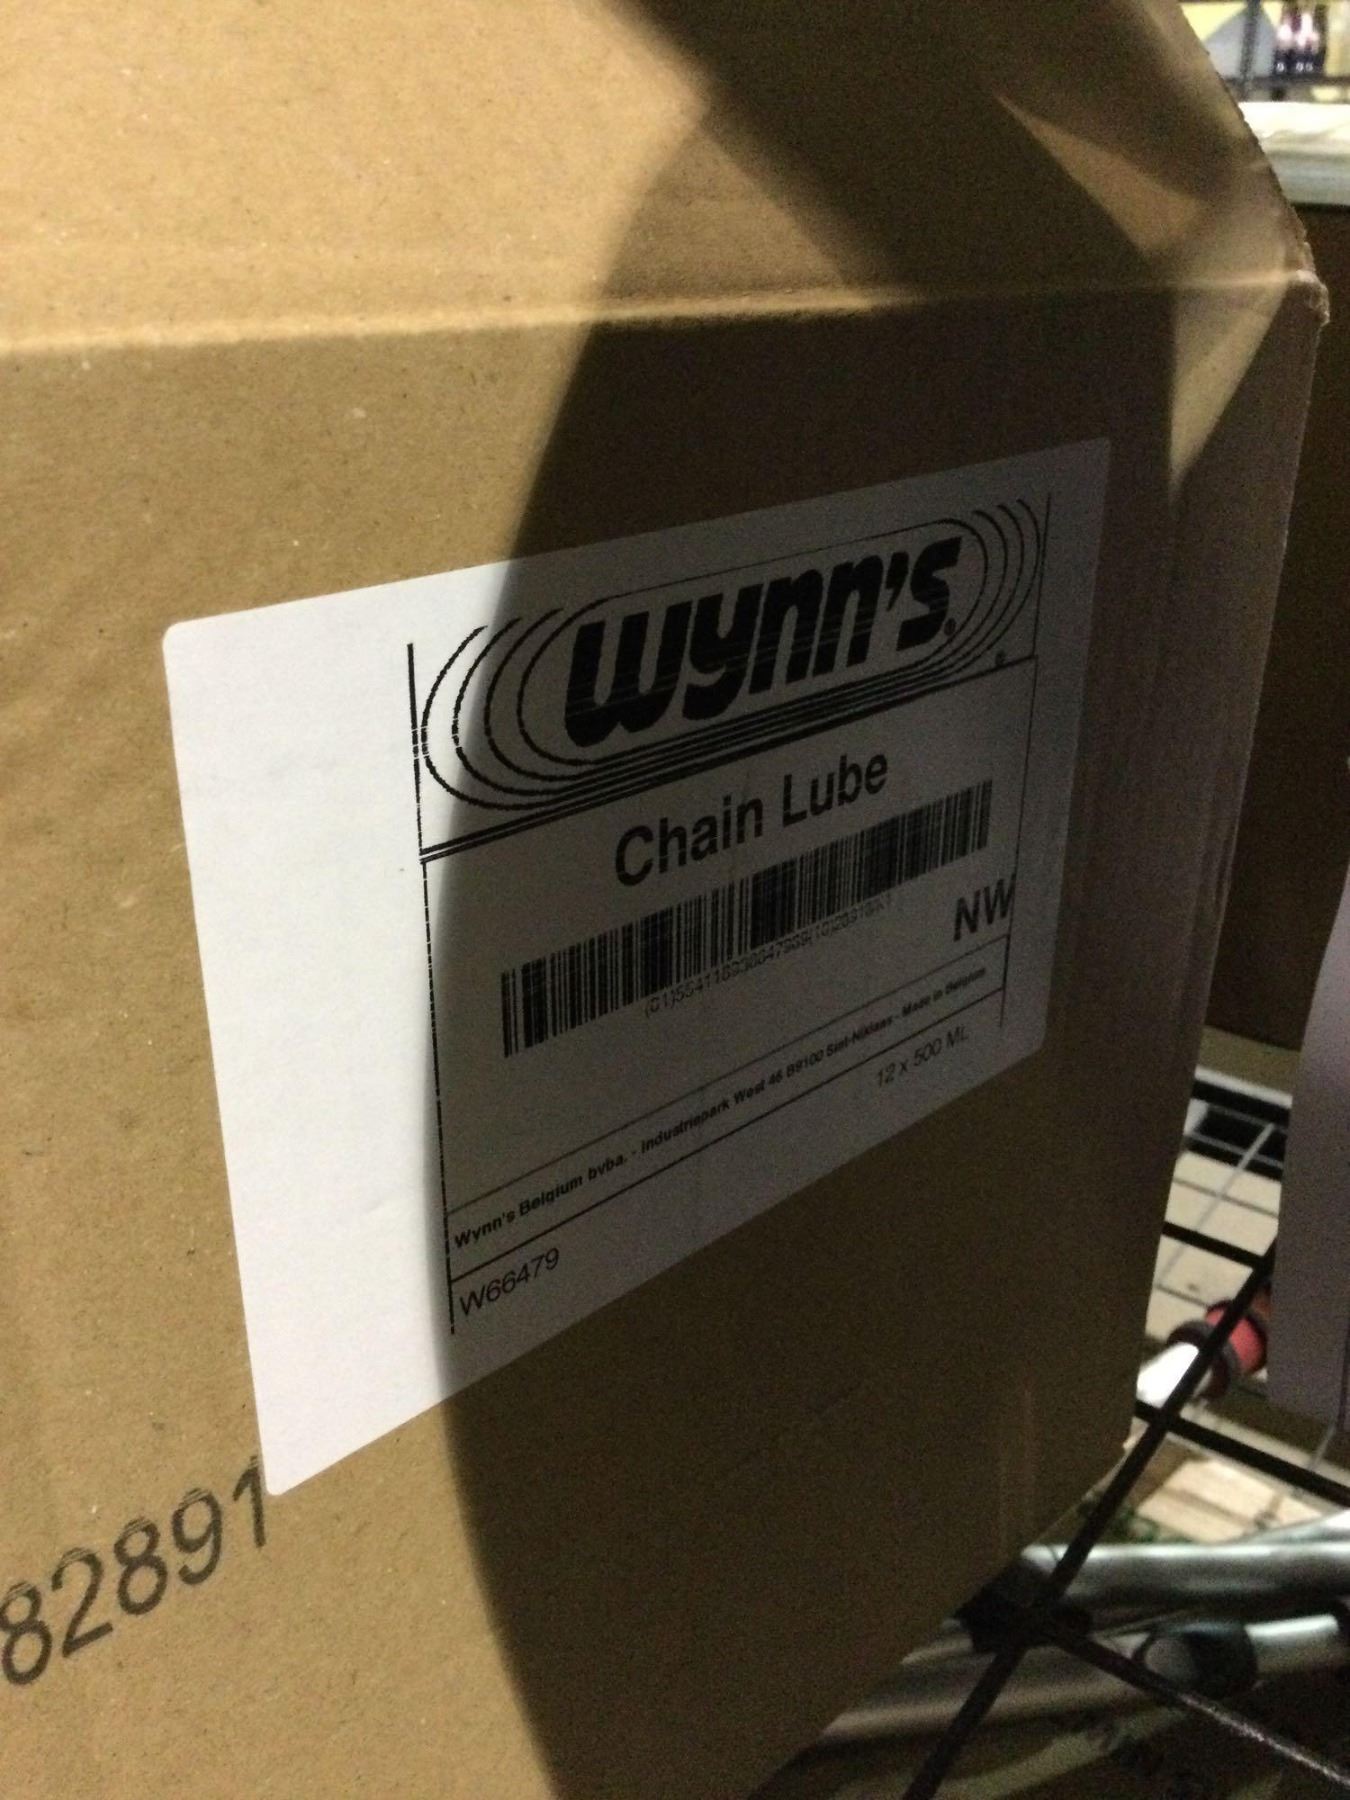 wynn's®
Chain Lube
NW
Wynn's Belgium bvba. - Industriepark West 46 B9100 Sint-Niklaas - Made in Belgium
W66479 12 x 500 ML
82891